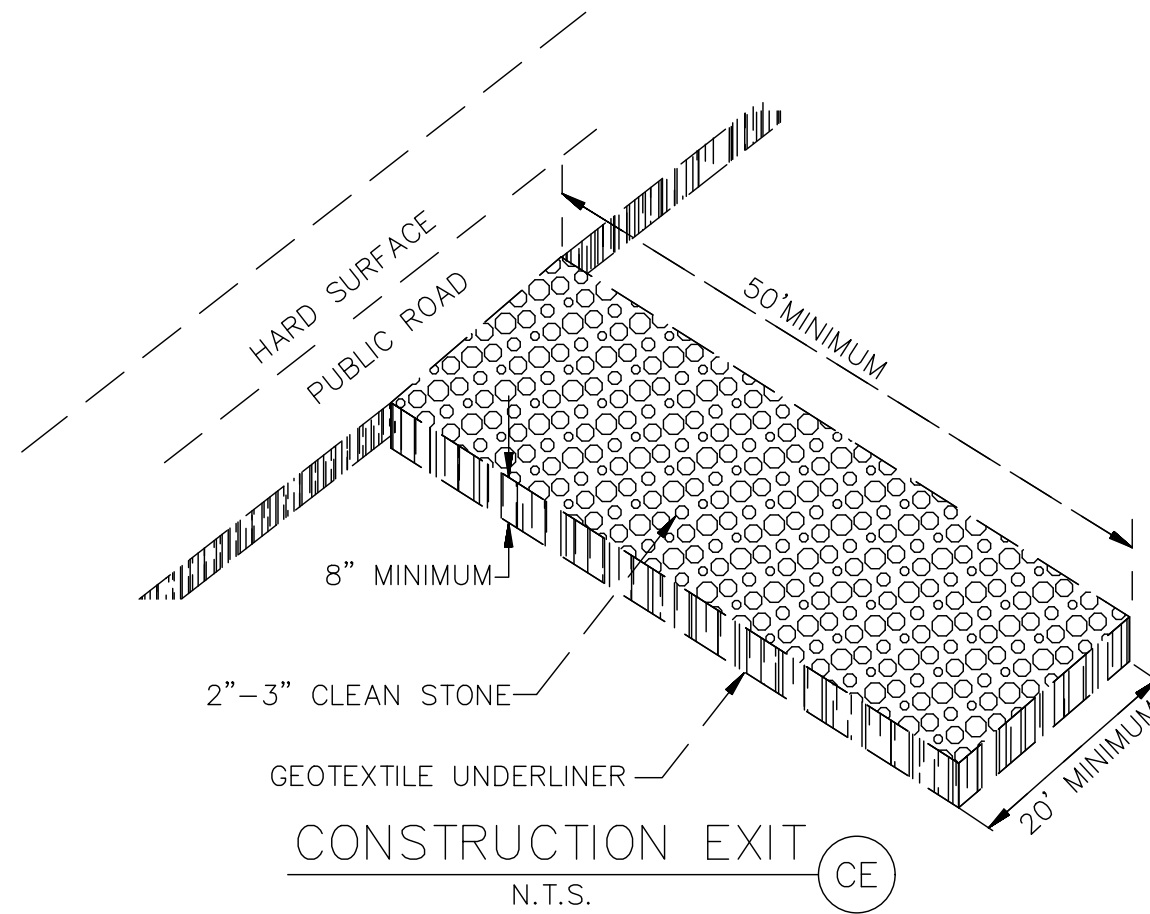 HARD SURFACE
PUBLIC ROAD
50'MINIMUM
8" MINIMUM
2"-3" CLEAN STONE
GEOTEXTILE UNDERLINER
20' MINIMUM
CONSTRUCTION EXIT
CE
N.T.S.